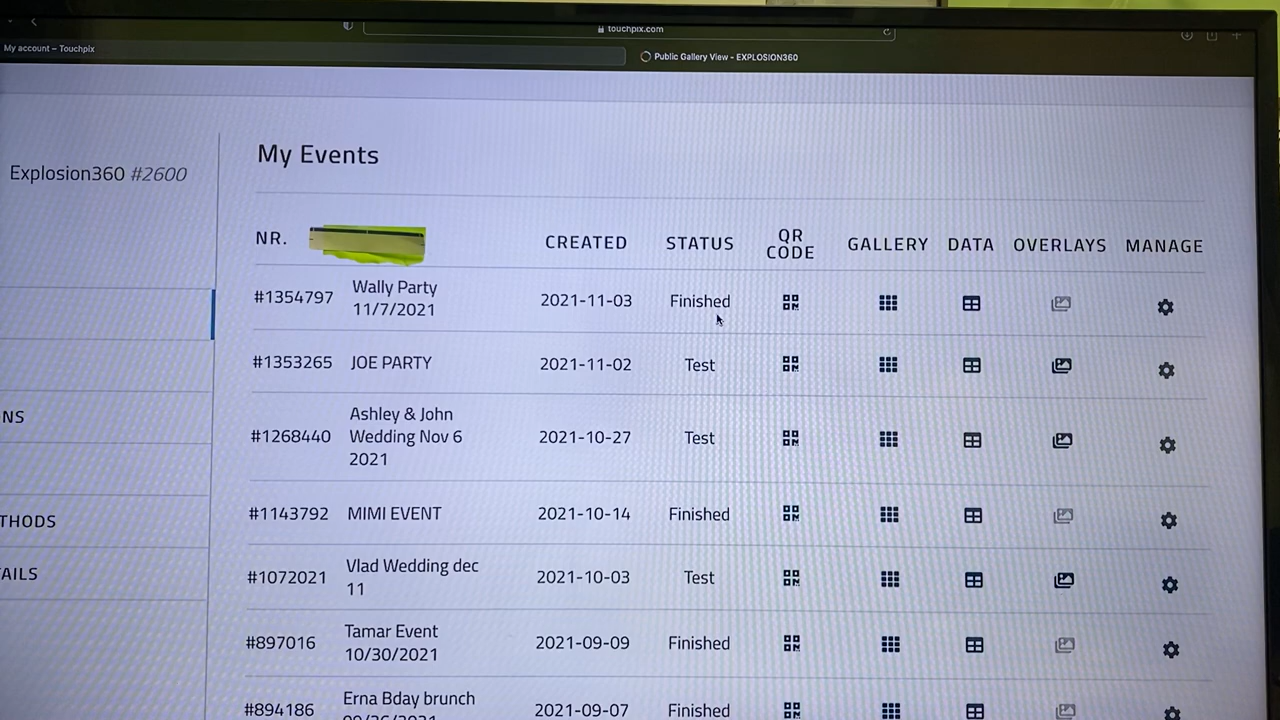 touchpix.com
My account – Touchpix
Public Gallery View - EXPLOSION360
Explosion360 #2600
My Events
NR. CREATED STATUS QR CODE GALLERY DATA OVERLAYS MANAGE
#1354797 Wally Party 11/7/2021 2021-11-03 Finished
#1353265 JOE PARTY 2021-11-02 Test
#1268440 Ashley & John Wedding Nov 6 2021 2021-10-27 Test
#1143792 MIMI EVENT 2021-10-14 Finished
#1072021 Vlad Wedding dec 11 2021-10-03 Test
#897016 Tamar Event 10/30/2021 2021-09-09 Finished
#894186 Erna Bday brunch 2021-09-07 Finished
NS
THODS
AILS